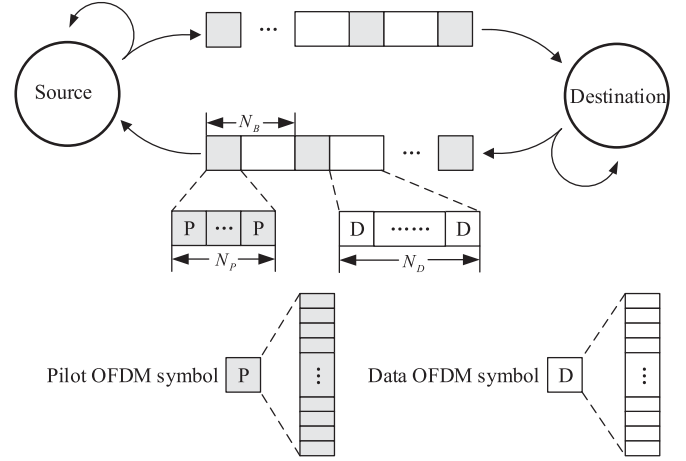 ...
Source
Destination
N_B
...
P ... P
D ...... D
N_P
N_D
Pilot OFDM symbol P ...
Data OFDM symbol D ...